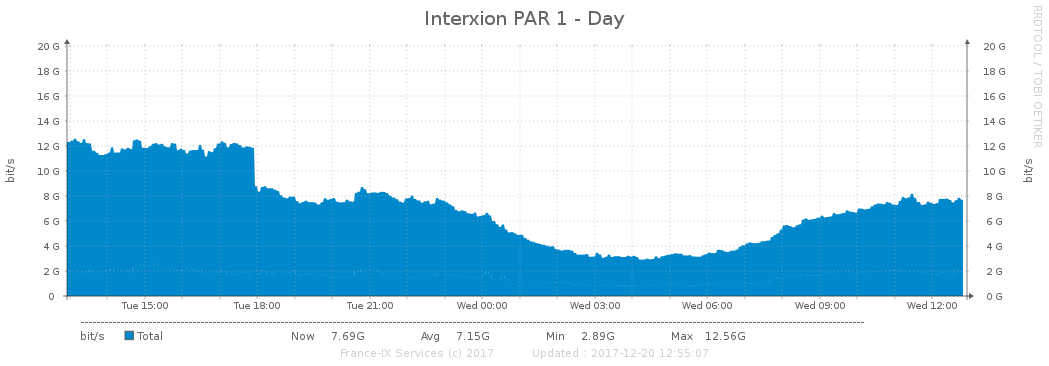 Interxion PAR 1 - Day
RRDTOOL / TOBI OETIKER
20 G 20 G
18 G 18 G
16 G 16 G
14 G 14 G
12 G 12 G
10 G 10 G
8 G 8 G
6 G 6 G
4 G 4 G
2 G 2 G
0 0 G
bit/s
bit/s
Tue 15:00 Tue 18:00 Tue 21:00 Wed 00:00 Wed 03:00 Wed 06:00 Wed 09:00 Wed 12:00
bit/s Total Now 7.69G Avg 7.15G Min 2.89G Max 12.56G
France-IX Services (c) 2017 Updated : 2017-12-20 12:55:07